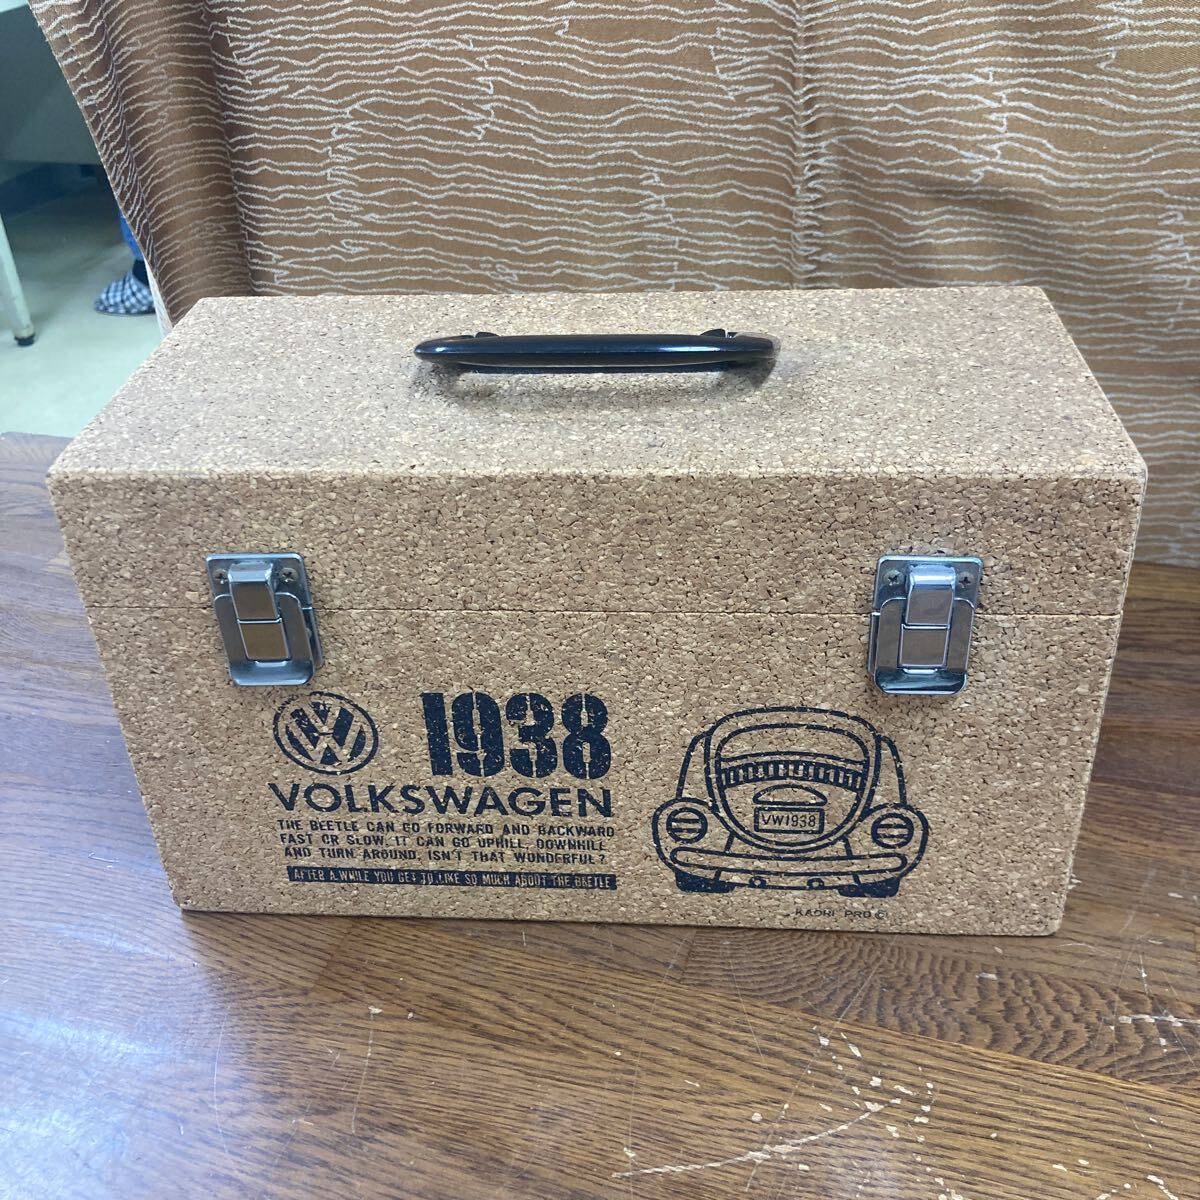 1938
VOLKSWAGEN
THE BEETLE CAN GO FORWARD AND BACKWARD
FAST OR SLOW. IT CAN GO UPHILL, DOWNHILL
AND TURN AROUND. ISN'T THAT WONDERFUL?
AFTER A WHILE YOU GET TO LIKE SO MUCH ABOUT THE BEETLE
VW1938
KAORI PRO